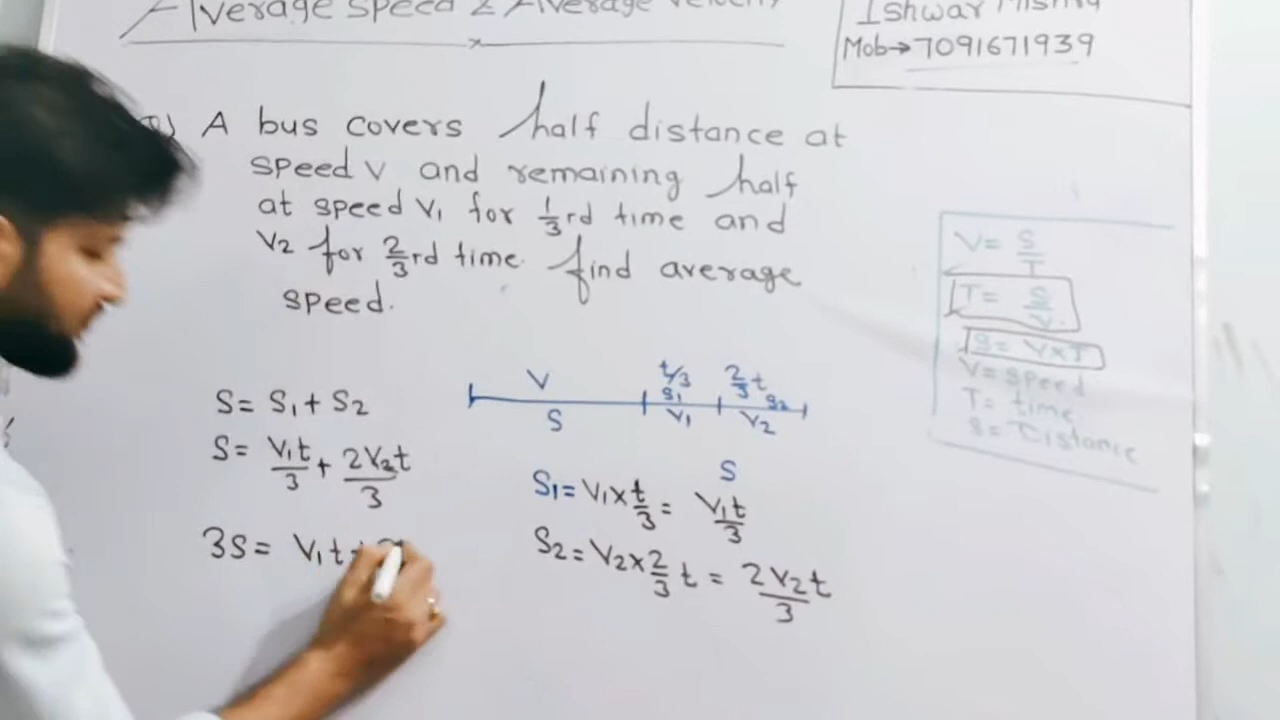 Average Speed & Average Velocity
Ishwar Mishra
Mob→7091671939
A bus covers half distance at
speed v and remaining half
at speed V1 for 1/3rd time and
V2 for 2/3rd time. find average
speed.
V= S/T
T= S/V
S= V×T
V= speed
T= time
S= Distance
V t/3 2/3 t
S1 S2
S V1 V2
S
S= S1 + S2
S= V1t/3 + 2V2t/3
3S= V1t+
S1= V1×t/3 = V1t/3
S2= V2×2/3 t = 2V2t/3